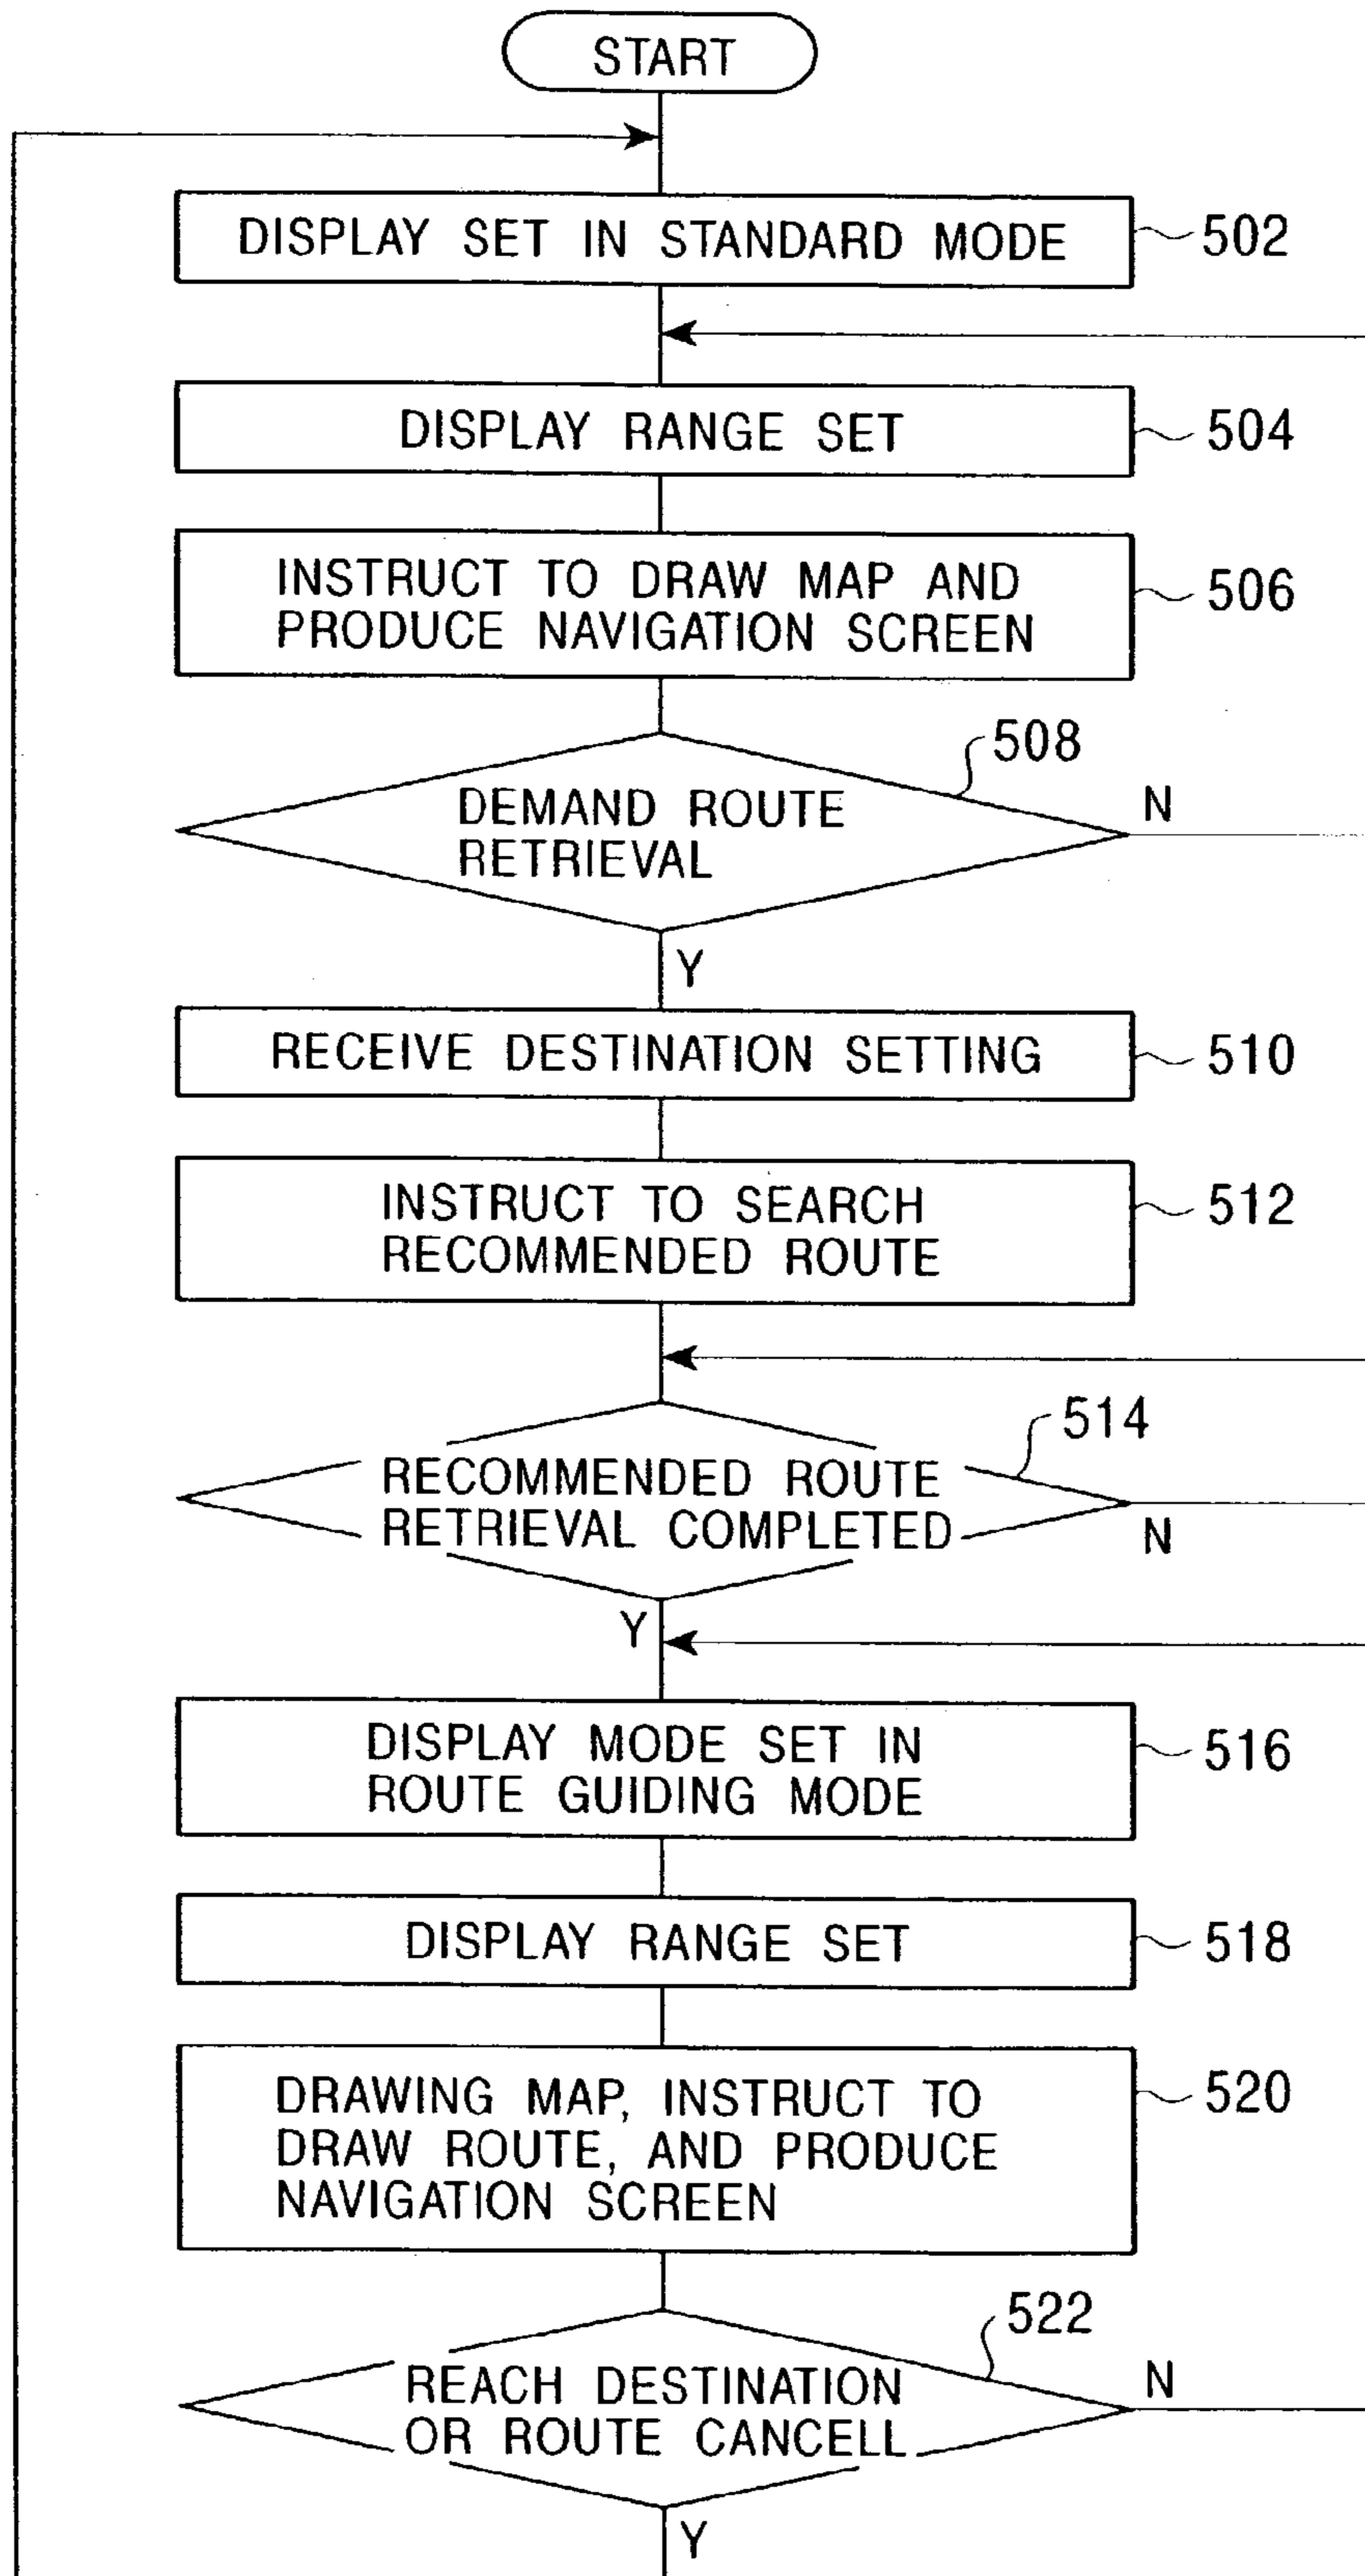 START
DISPLAY SET IN STANDARD MODE
502
DISPLAY RANGE SET
504
INSTRUCT TO DRAW MAP AND
PRODUCE NAVIGATION SCREEN
506
508
DEMAND ROUTE
RETRIEVAL
N
Y
RECEIVE DESTINATION SETTING
510
INSTRUCT TO SEARCH
RECOMMENDED ROUTE
512
514
RECOMMENDED ROUTE
RETRIEVAL COMPLETED
N
Y
DISPLAY MODE SET IN
ROUTE GUIDING MODE
516
DISPLAY RANGE SET
518
DRAWING MAP, INSTRUCT TO
DRAW ROUTE, AND PRODUCE
NAVIGATION SCREEN
520
522
REACH DESTINATION
OR ROUTE CANCELL
N
Y